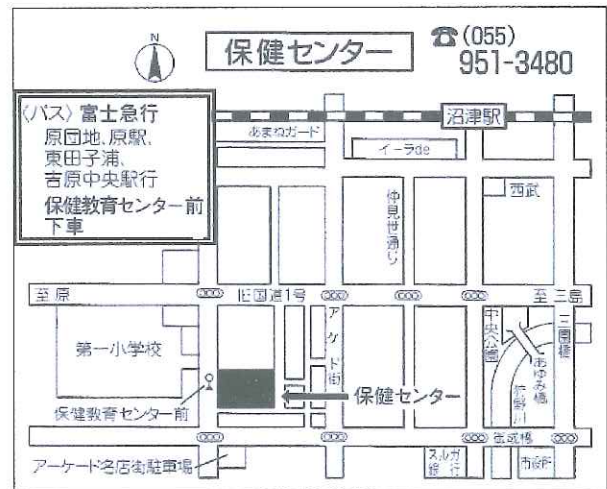 N
保健センター
☎(055)
951-3480
〈バス〉富士急行
原団地、原駅、
東田子浦、
吉原中央駅行
保健教育センター前
下車
沼津駅
あまねガード
イーラde
西武
仲見世通り
至 原
旧国道1号
至 三島
アーケード街
中央公園
あゆみ橋
三園橋
狩野川
第一小学校
保健センター
保健教育センター前
御成橋
アーケード名店街駐車場
スルガ
銀行
市役所